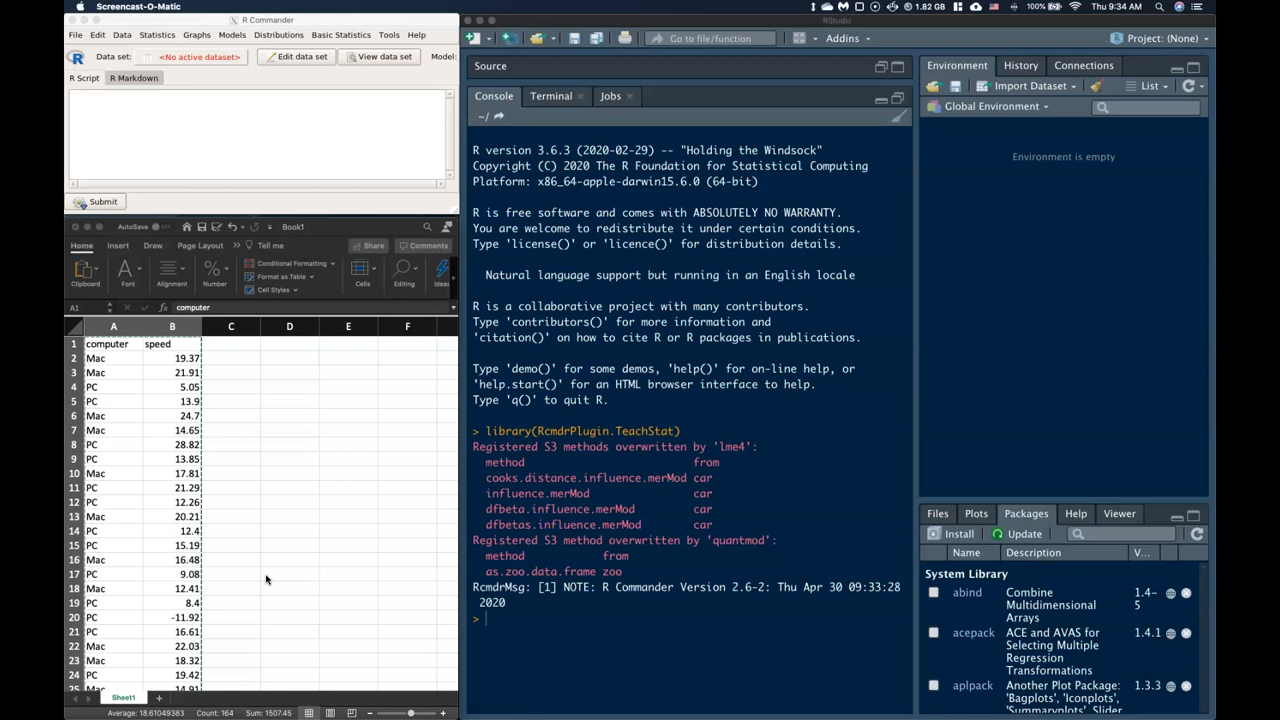 Screencast-O-Matic
1.82 GB
100%
Thu 9:34 AM
R Commander
File Edit Data Statistics Graphs Models Distributions Basic Statistics Tools Help
Data set: <No active dataset> Edit data set View data set Model:
R Script R Markdown
Submit
AutoSave Book1
Home Insert Draw Page Layout Tell me Share Comments
Clipboard Font Alignment Number Conditional Formatting Format as Table Cell Styles Cells Editing Ideas
A1 fx computer
A B C D E F
1 computer speed
2 Mac 19.37
3 Mac 21.91
4 PC 5.05
5 PC 13.9
6 Mac 24.7
7 Mac 14.65
8 PC 28.82
9 PC 13.85
10 Mac 17.81
11 PC 21.29
12 PC 12.26
13 Mac 20.21
14 PC 12.4
15 PC 15.19
16 Mac 16.48
17 PC 9.08
18 Mac 12.41
19 PC 8.4
20 PC -11.92
21 PC 16.61
22 Mac 22.03
23 Mac 18.32
24 PC 19.42
25 Mac 14.91
Sheet1
Average: 18.61049383 Count: 164 Sum: 1507.45
RStudio
Go to file/function Addins Project: (None)
Source
Console Terminal Jobs
~/
R version 3.6.3 (2020-02-29) -- "Holding the Windsock"
Copyright (C) 2020 The R Foundation for Statistical Computing
Platform: x86_64-apple-darwin15.6.0 (64-bit)
R is free software and comes with ABSOLUTELY NO WARRANTY.
You are welcome to redistribute it under certain conditions.
Type 'license()' or 'licence()' for distribution details.
Natural language support but running in an English locale
R is a collaborative project with many contributors.
Type 'contributors()' for more information and
'citation()' on how to cite R or R packages in publications.
Type 'demo()' for some demos, 'help()' for on-line help, or
'help.start()' for an HTML browser interface to help.
Type 'q()' to quit R.
> library(RcmdrPlugin.TeachStat)
Registered S3 methods overwritten by 'lme4':
method from
cooks.distance.influence.merMod car
influence.merMod car
dfbeta.influence.merMod car
dfbetas.influence.merMod car
Registered S3 method overwritten by 'quantmod':
method from
as.zoo.data.frame zoo
RcmdrMsg: [1] NOTE: R Commander Version 2.6-2: Thu Apr 30 09:33:28
2020
>
Environment History Connections
Import Dataset List
Global Environment
Environment is empty
Files Plots Packages Help Viewer
Install Update
Name Description V...
System Library
abind Combine Multidimensional Arrays 1.4-5
acepack ACE and AVAS for Selecting Multiple Regression Transformations 1.4.1
aplpack Another Plot Package: 'Bagplots', 'Iconplots', 'Summaryplots', Slider 1.3.3